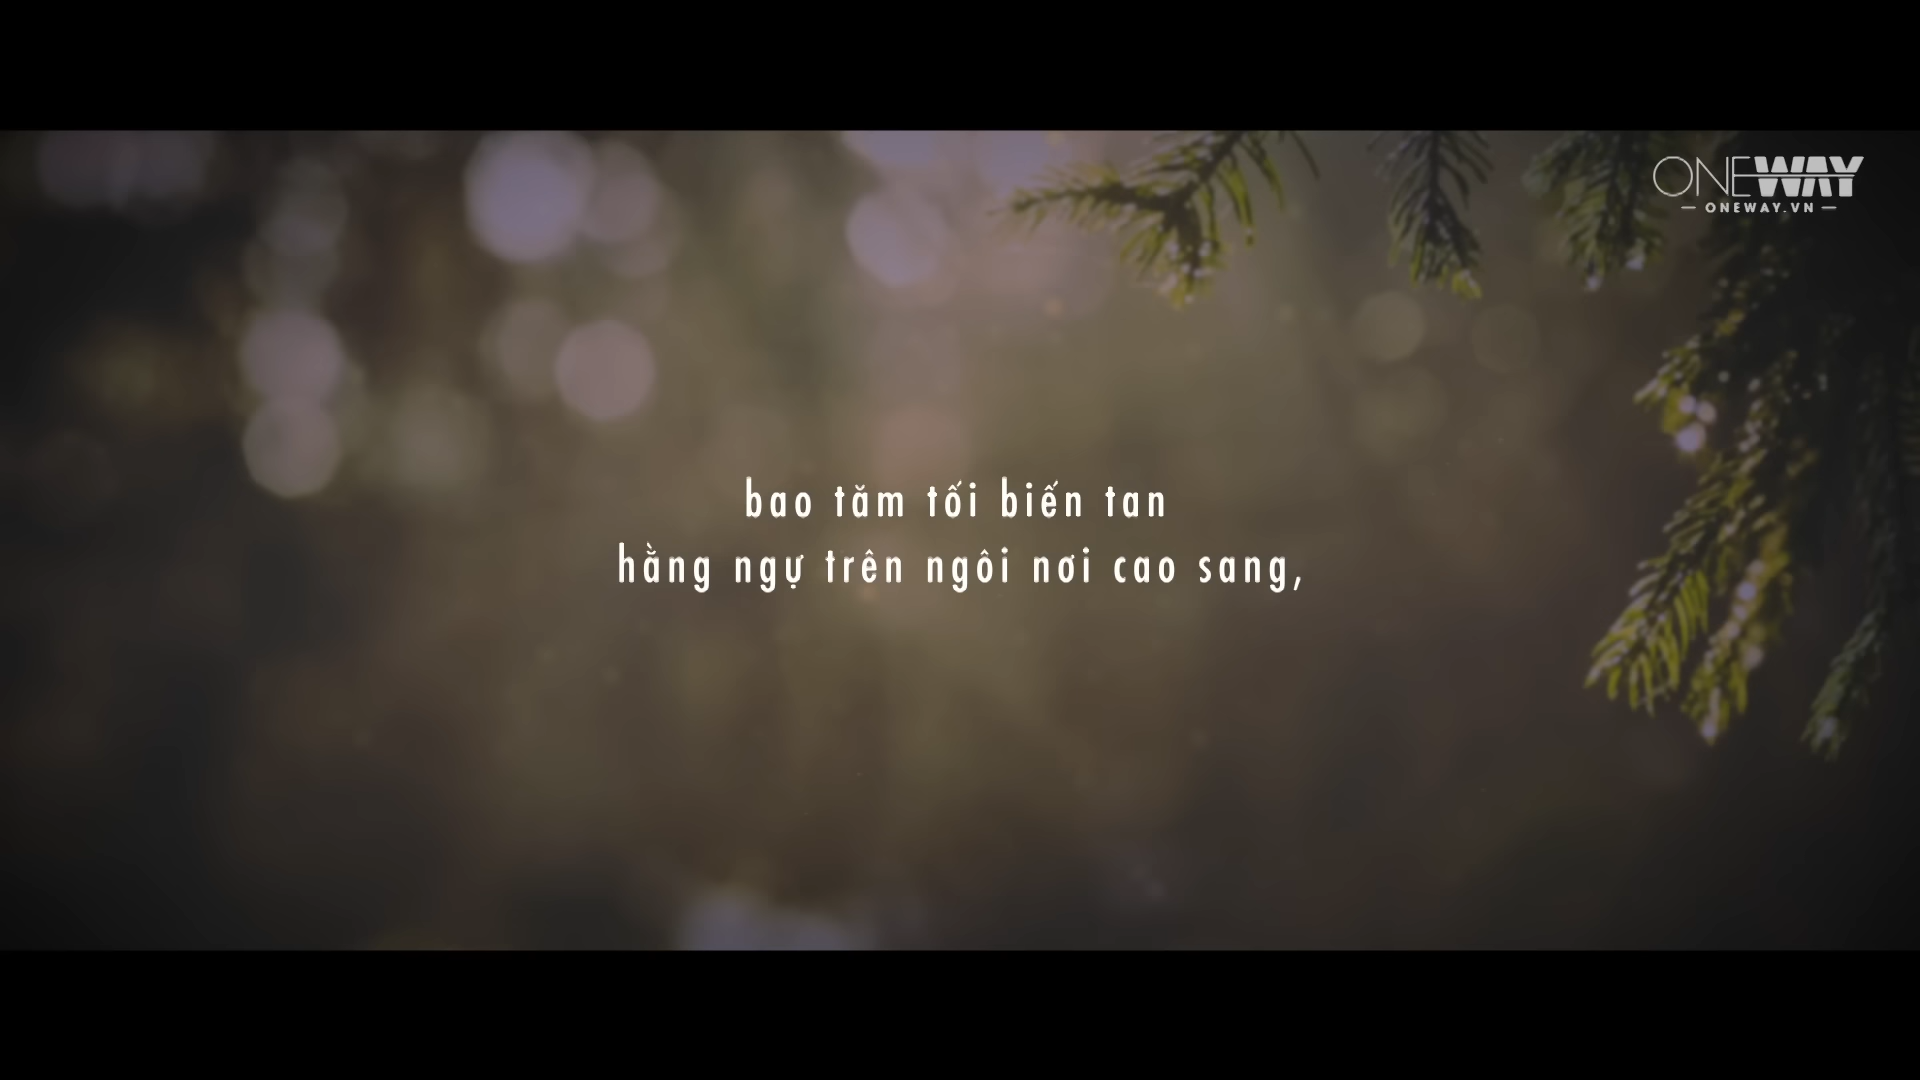 ONEWAY
— ONEWAY.VN —
bao tăm tối biến tan
hằng ngự trên ngôi nơi cao sang,